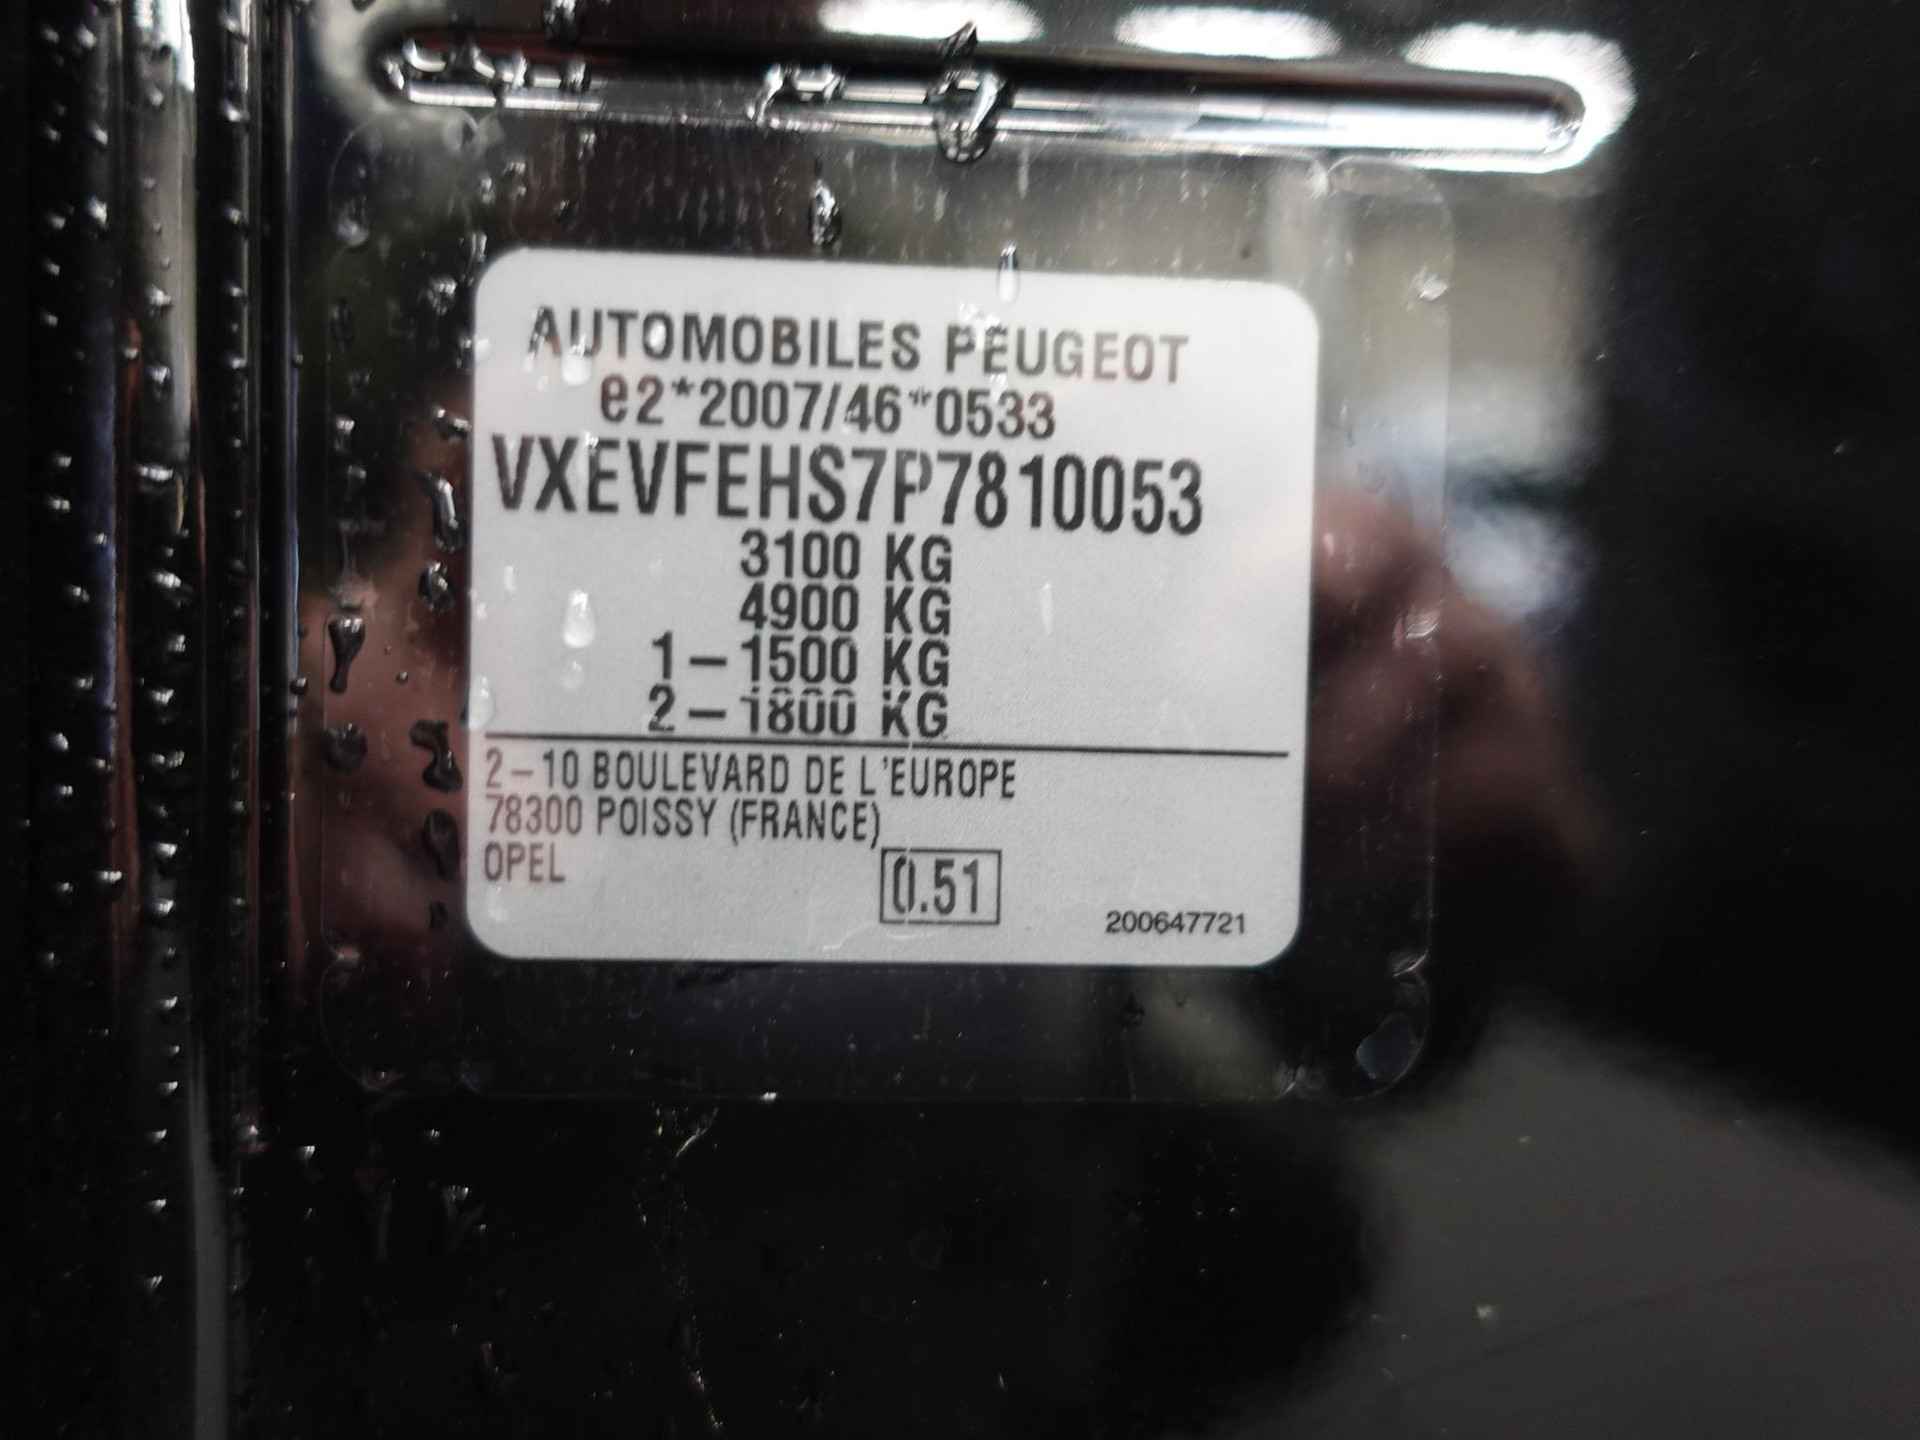 AUTOMOBILES PEUGEOT
e2*2007/46*0533
VXEVFEHS7P7810053
3100 KG
4900 KG
1-1500 KG
2-1800 KG
2-10 BOULEVARD DE L'EUROPE
78300 POISSY (FRANCE)
OPEL
0.51
200647721